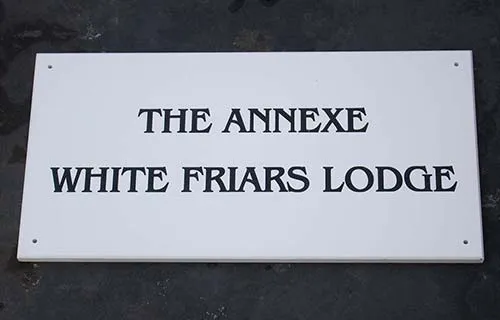 THE ANNEXE
WHITE FRIARS LODGE